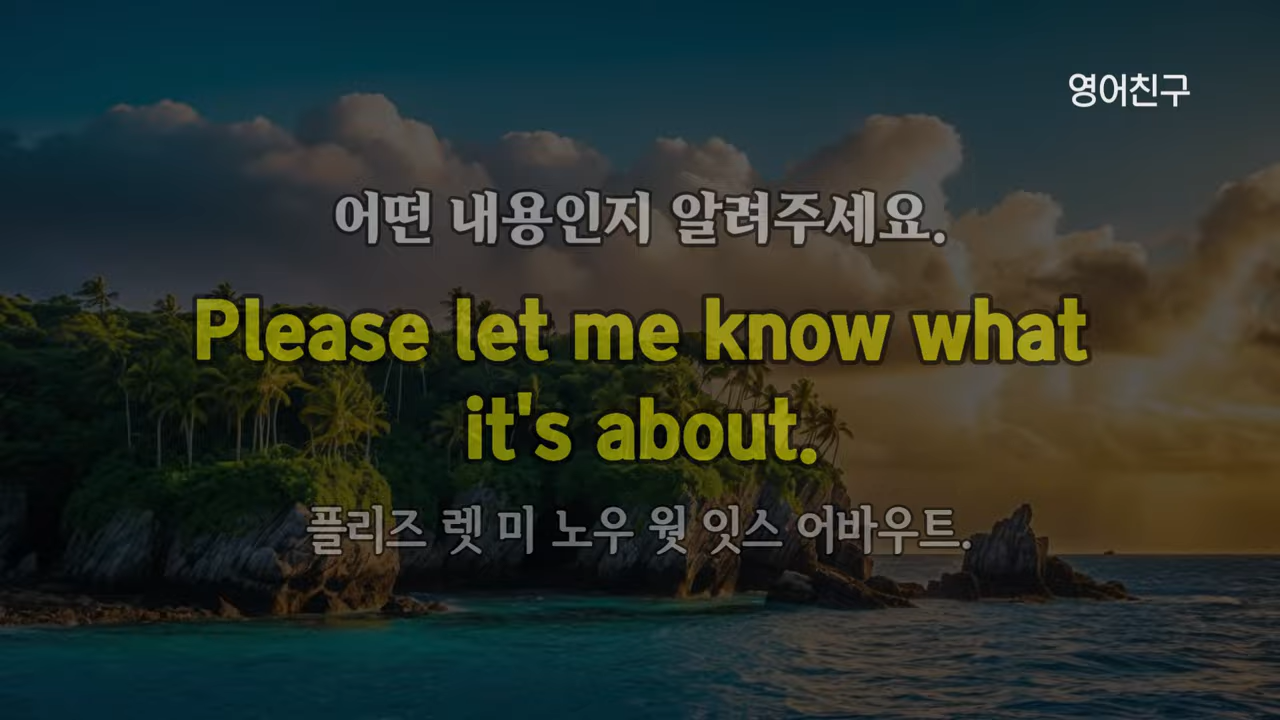 영어친구
어떤 내용인지 알려주세요.
Please let me know what
it's about.
플리즈 렛 미 노우 웟 잇스 어바우트.